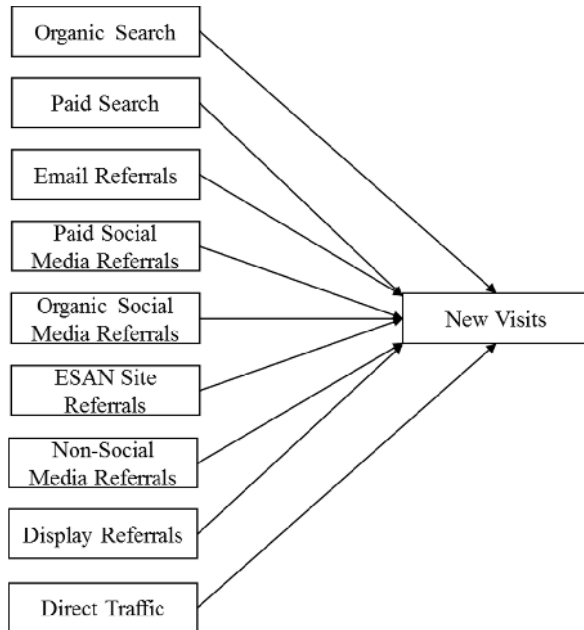 Organic Search
Paid Search
Email Referrals
Paid Social
Media Referrals
Organic Social
Media Referrals
ESAN Site
Referrals
Non-Social
Media Referrals
Display Referrals
Direct Traffic
New Visits